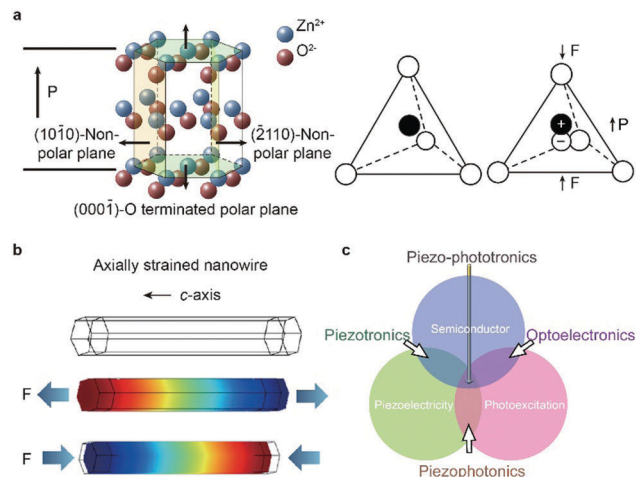 a
Zn²⁺
O²⁻
P
(101̄0)-Non-
polar plane
(2̄110)-Non-
polar plane
(0001̄)-O terminated polar plane
F
+
−
P
F
b
Axially strained nanowire
c-axis
F
F
c
Piezo-phototronics
Piezotronics
Semiconductor
Optoelectronics
Piezoelectricity
Photoexcitation
Piezophotonics